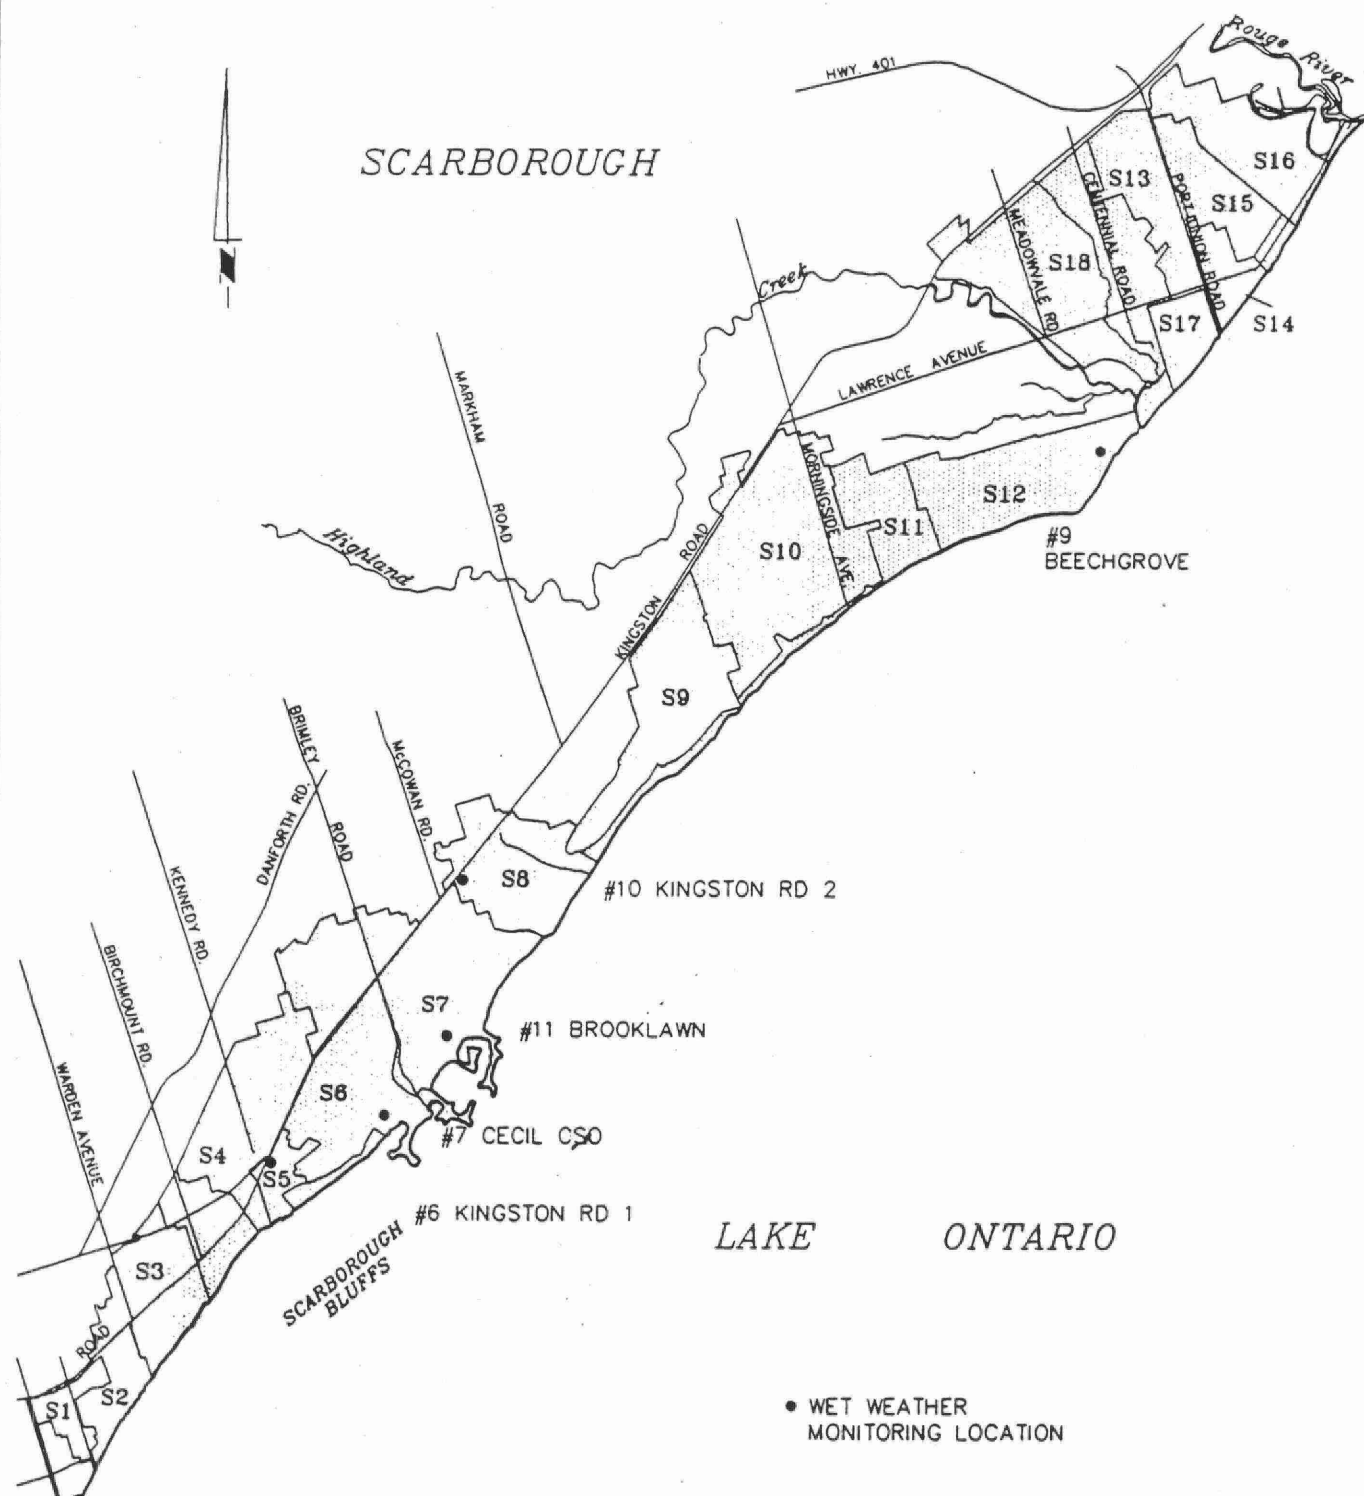 Rouge River
HWY. 401
SCARBOROUGH
S16
S13
CENTENNIAL ROAD
PORT UNION ROAD
S15
MEADOWVALE RD
S18
Creek
S17
S14
LAWRENCE AVENUE
MARKHAM
ROAD
MORNINGSIDE AVE.
S12
S11
#9
BEECHGROVE
S10
Highland
KINGSTON ROAD
S9
BRIMLEY
ROAD
McCOWAN RD.
DANFORTH RD.
KENNEDY RD.
S8
#10 KINGSTON RD 2
BIRCHMOUNT RD.
S7
#11 BROOKLAWN
WARDEN AVENUE
S6
#7 CECIL CSO
S4
S5
#6 KINGSTON RD 1
SCARBOROUGH
BLUFFS
LAKE ONTARIO
S3
ROAD
S2
S1
WET WEATHER
MONITORING LOCATION
N